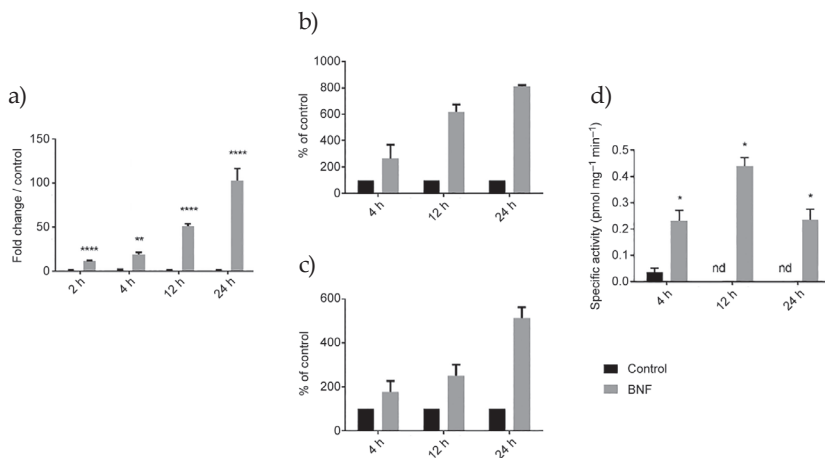 a)
Fold change / control
150
100
50
0
****
**
****
****
2 h
4 h
12 h
24 h
b)
% of control
1000
800
600
400
200
4 h
12 h
24 h
c)
% of control
600
400
200
0
4 h
12 h
24 h
d)
Specific activity (pmol mg⁻¹ min⁻¹)
0.5
0.4
0.3
0.2
0.1
0.0
*
*
*
nd
nd
4 h
12 h
24 h
Control
BNF